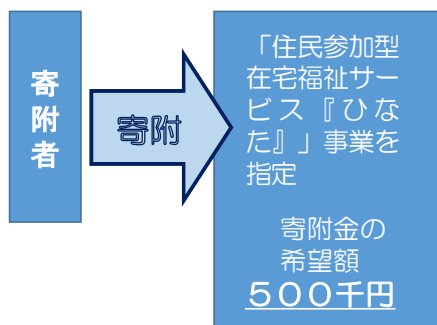 寄附者
寄附
「住民参加型
在宅福祉サー
ビス『ひな
た』」事業を
指定
寄附金の
希望額
５００千円